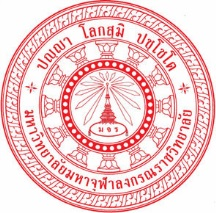 ปญฺญา โลกสฺมิ ปชฺโชโต
มจร
มหาวิทยาลัยมหาจุฬาลงกรณราชวิทยาลัย